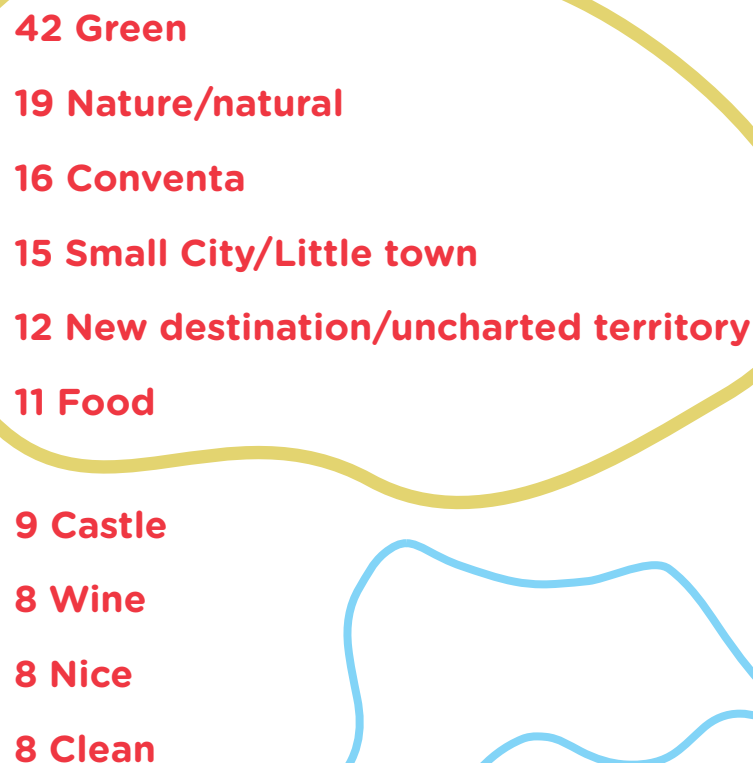 42 Green
19 Nature/natural
16 Conventa
15 Small City/Little town
12 New destination/uncharted territory
11 Food
9 Castle
8 Wine
8 Nice
8 Clean